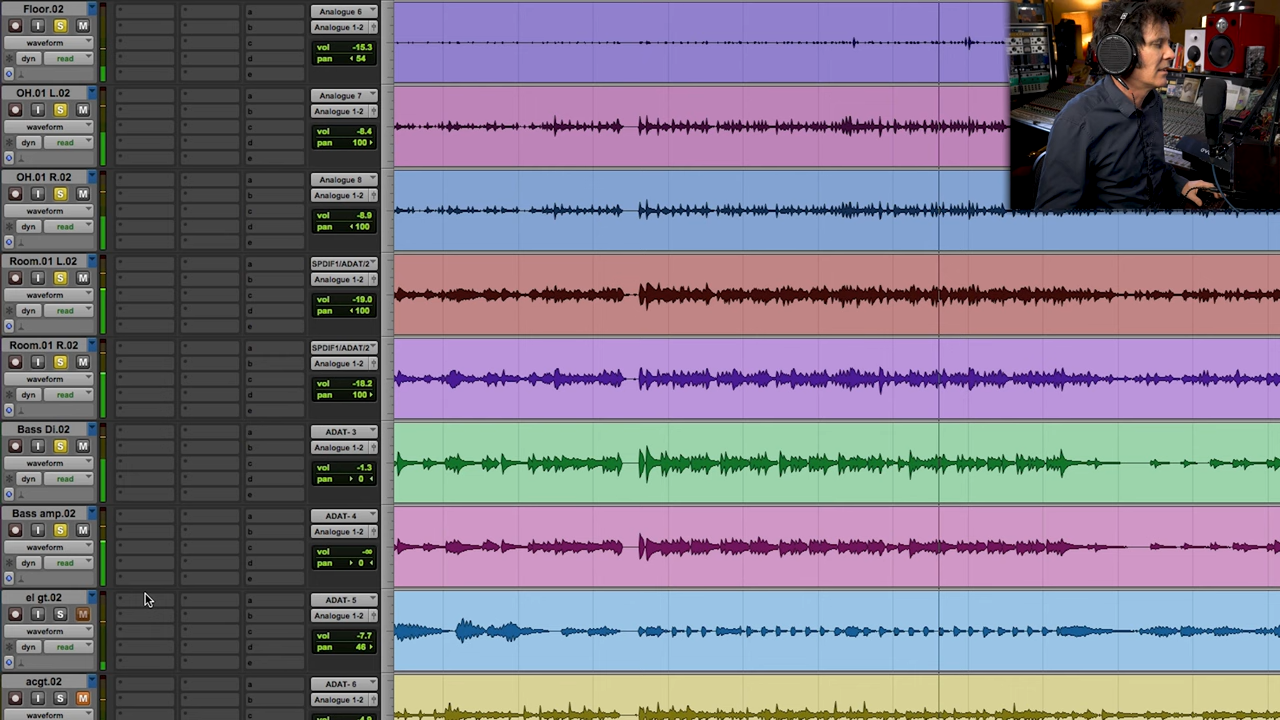 Floor.02
I S M
waveform
dyn read
a Analogue 6
b Analogue 1-2
c vol -15.3
d pan ‹ 54
e
OH.01 L.02
I S M
waveform
dyn read
a Analogue 7
b Analogue 1-2
c vol -8.4
d pan 100 ›
e
OH.01 R.02
I S M
waveform
dyn read
a Analogue 8
b Analogue 1-2
c vol -8.9
d pan ‹ 100
e
Room.01 L.02
I S M
waveform
dyn read
a SPDIF1/ADAT/2
b Analogue 1-2
c vol -19.0
d pan ‹ 100
e
Room.01 R.02
I S M
waveform
dyn read
a SPDIF1/ADAT/2
b Analogue 1-2
c vol -18.2
d pan 100 ›
e
Bass DI.02
I S M
waveform
dyn read
a ADAT- 3
b Analogue 1-2
c vol -1.3
d pan › 0 ‹
e
Bass amp.02
I S M
waveform
dyn read
a ADAT- 4
b Analogue 1-2
c vol -∞
d pan › 0 ‹
e
el gt.02
I S M
waveform
dyn read
a ADAT- 5
b Analogue 1-2
c vol -7.7
d pan 46 ›
e
acgt.02
I S M
waveform
a ADAT- 6
b Analogue 1-2
c vol